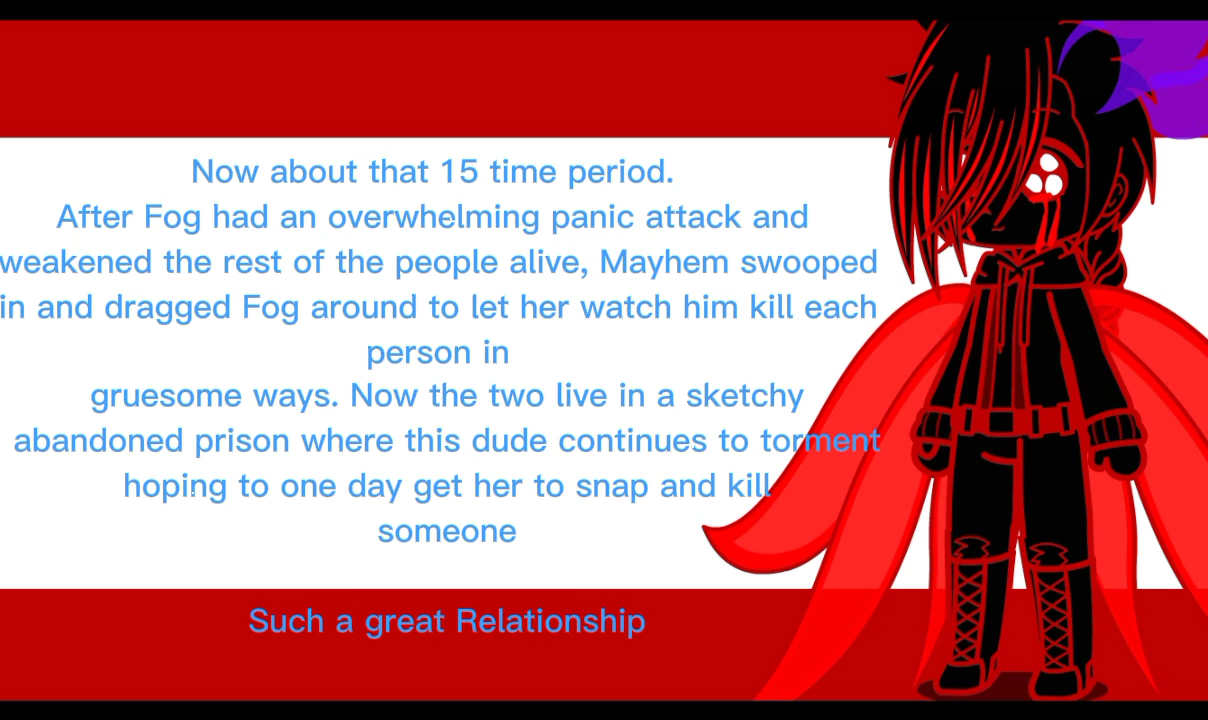 Now about that 15 time period.
After Fog had an overwhelming panic attack and
weakened the rest of the people alive, Mayhem swooped
in and dragged Fog around to let her watch him kill each
person in
gruesome ways. Now the two live in a sketchy
abandoned prison where this dude continues to torment
hoping to one day get her to snap and kill
someone
Such a great Relationship